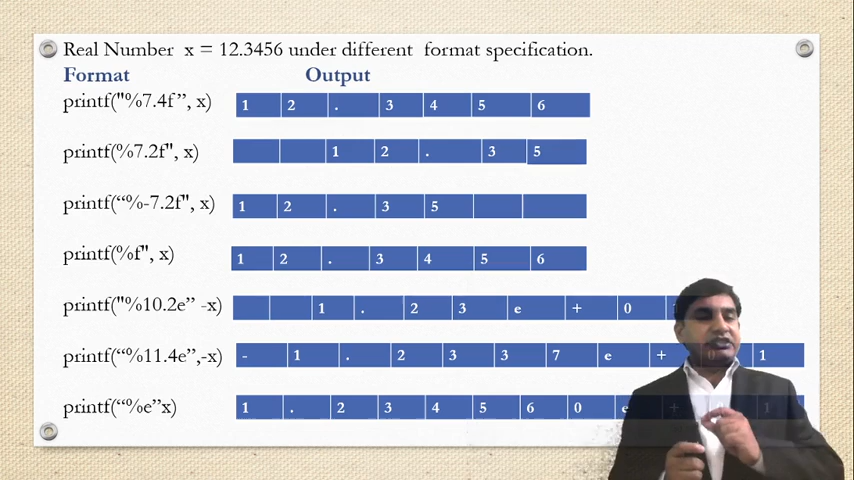 Real Number x = 12.3456 under different format specification.
Format Output
printf("%7.4f”, x) 1 2 . 3 4 5 6
printf(%7.2f", x) 1 2 . 3 5
printf(“%-7.2f", x) 1 2 . 3 5
printf(%f", x) 1 2 . 3 4 5 6
printf("%10.2e” -x) 1 . 2 3 e + 0
printf(“%11.4e”,-x) - 1 . 2 3 3 7 e + 0 1
printf(“%e”x) 1 . 2 3 4 5 6 0 e + 1